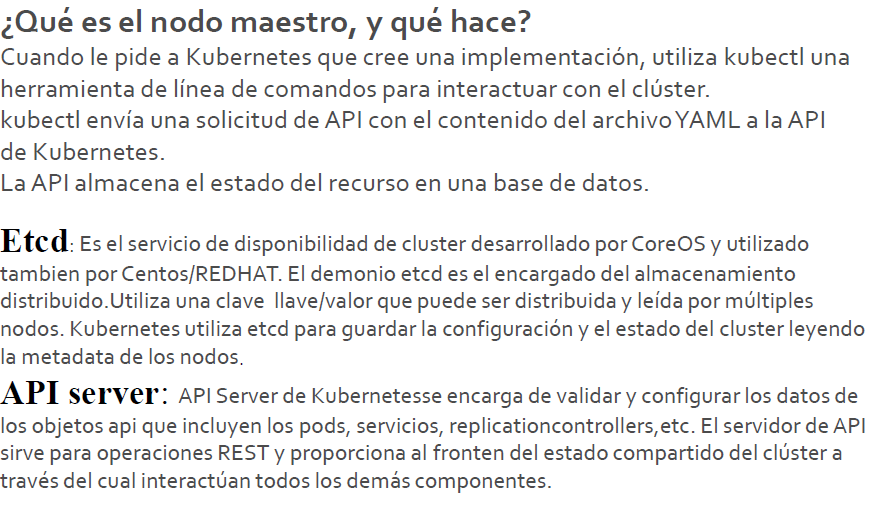 ¿Qué es el nodo maestro, y qué hace?
Cuando le pide a Kubernetes que cree una implementación, utiliza kubectl una
herramienta de línea de comandos para interactuar con el clúster.
kubectl envía una solicitud de API con el contenido del archivo YAML a la API
de Kubernetes.
La API almacena el estado del recurso en una base de datos.
Etcd: Es el servicio de disponibilidad de cluster desarrollado por CoreOS y utilizado
tambien por Centos/REDHAT. El demonio etcd es el encargado del almacenamiento
distribuido.Utiliza una clave  llave/valor que puede ser distribuida y leída por múltiples
nodos. Kubernetes utiliza etcd para guardar la configuración y el estado del cluster leyendo
la metadata de los nodos.
API server: API Server de Kubernetesse encarga de validar y configurar los datos de
los objetos api que incluyen los pods, servicios, replicationcontrollers,etc. El servidor de API
sirve para operaciones REST y proporciona al fronten del estado compartido del clúster a
través del cual interactúan todos los demás componentes.